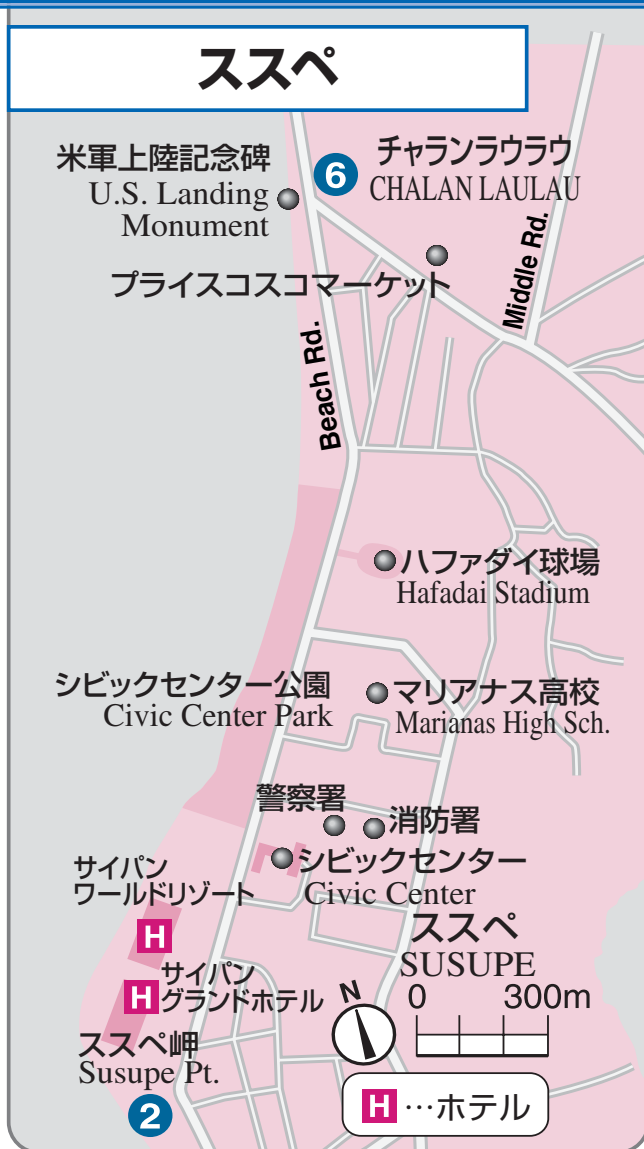 ススペ
米軍上陸記念碑
U.S. Landing
Monument
6
チャランラウラウ
CHALAN LAULAU
プライスコスコマーケット
Middle Rd.
Beach Rd.
ハファダイ球場
Hafadai Stadium
シビックセンター公園
Civic Center Park
マリアナス高校
Marianas High Sch.
警察署
消防署
シビックセンター
Civic Center
サイパン
ワールドリゾート
H
ススペ
SUSUPE
サイパン
グランドホテル
H
ススペ岬
Susupe Pt.
2
N
0 300m
H…ホテル